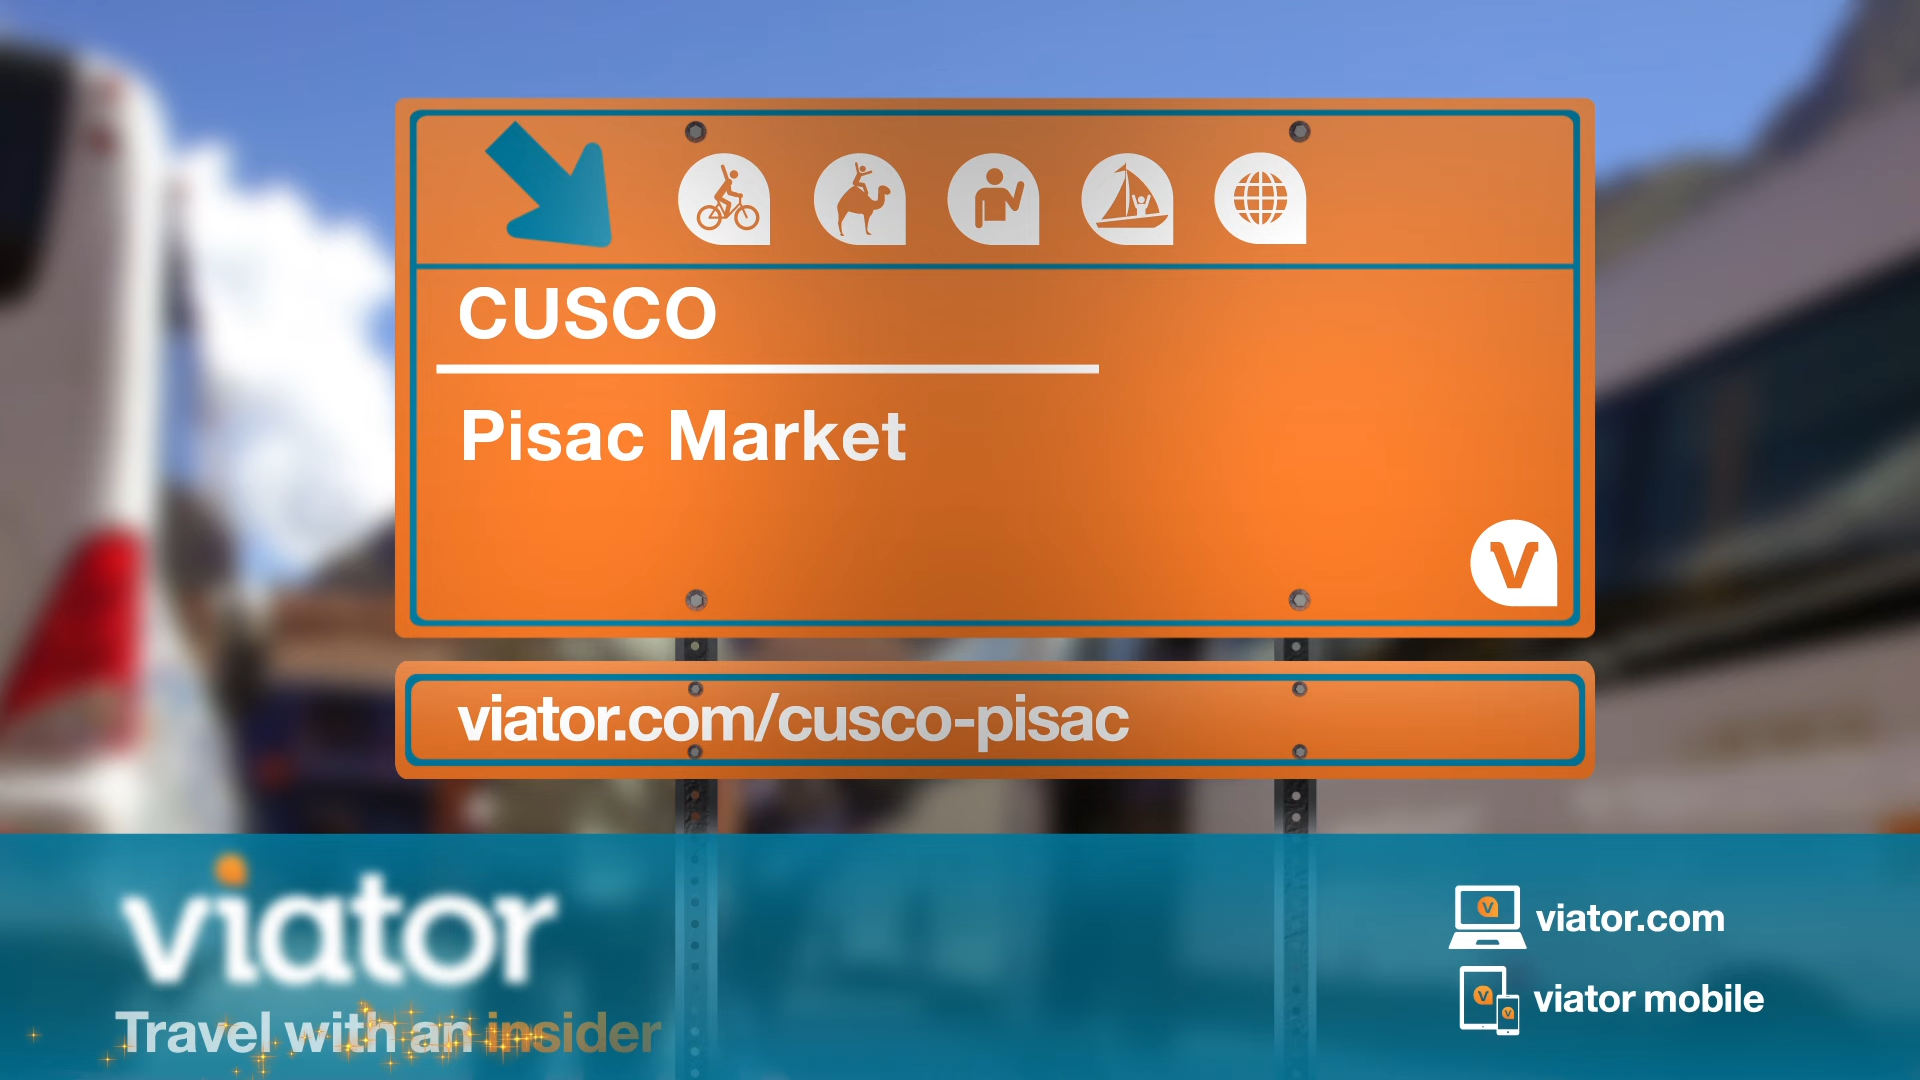 CUSCO
Pisac Market
V
viator.com/cusco-pisac
viator
Travel with an insider
V viator.com
V V viator mobile